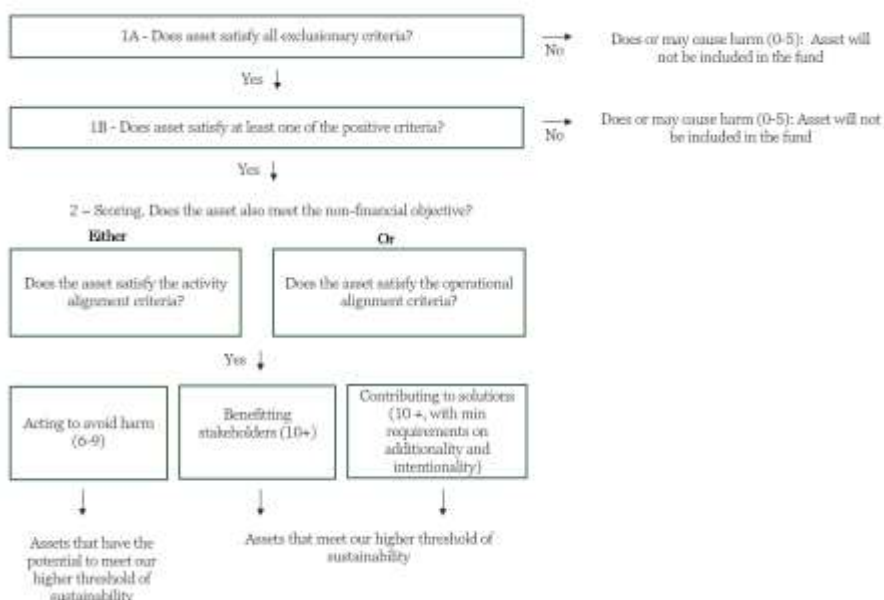 1A - Does asset satisfy all exclusionary criteria?
No
Does or may cause harm (0-5): Asset will
not be included in the fund
Yes
1B - Does asset satisfy at least one of the positive criteria?
No
Does or may cause harm (0-5): Asset will not
be included in the fund
Yes
2 – Scoring. Does the asset also meet the non-financial objective?
Either
Or
Does the asset satisfy the activity
alignment criteria?
Does the asset satisfy the operational
alignment criteria?
Yes
Acting to avoid harm
(6-9)
Benefitting
stakeholders (10+)
Contributing to solutions
(10 +, with min
requirements on
additionality and
intentionality)
Assets that have the
potential to meet our
higher threshold of
sustainability
Assets that meet our higher threshold of
sustainability